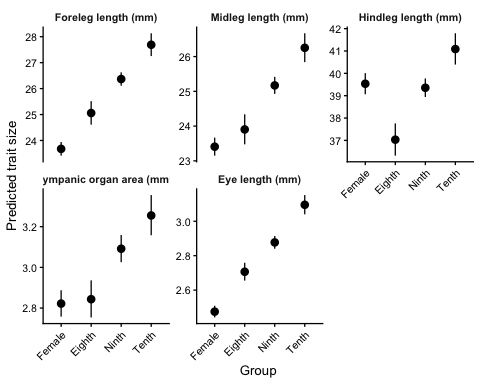 Foreleg length (mm)
Midleg length (mm)
Hindleg length (mm)
28
27
26
25
24
26
25
24
23
42
41
40
39
38
37
Female
Eighth
Ninth
Tenth
ympanic organ area (mm
Eye length (mm)
3.2
3.0
2.8
3.0
2.8
2.6
Female
Eighth
Ninth
Tenth
Female
Eighth
Ninth
Tenth
Predicted trait size
Group